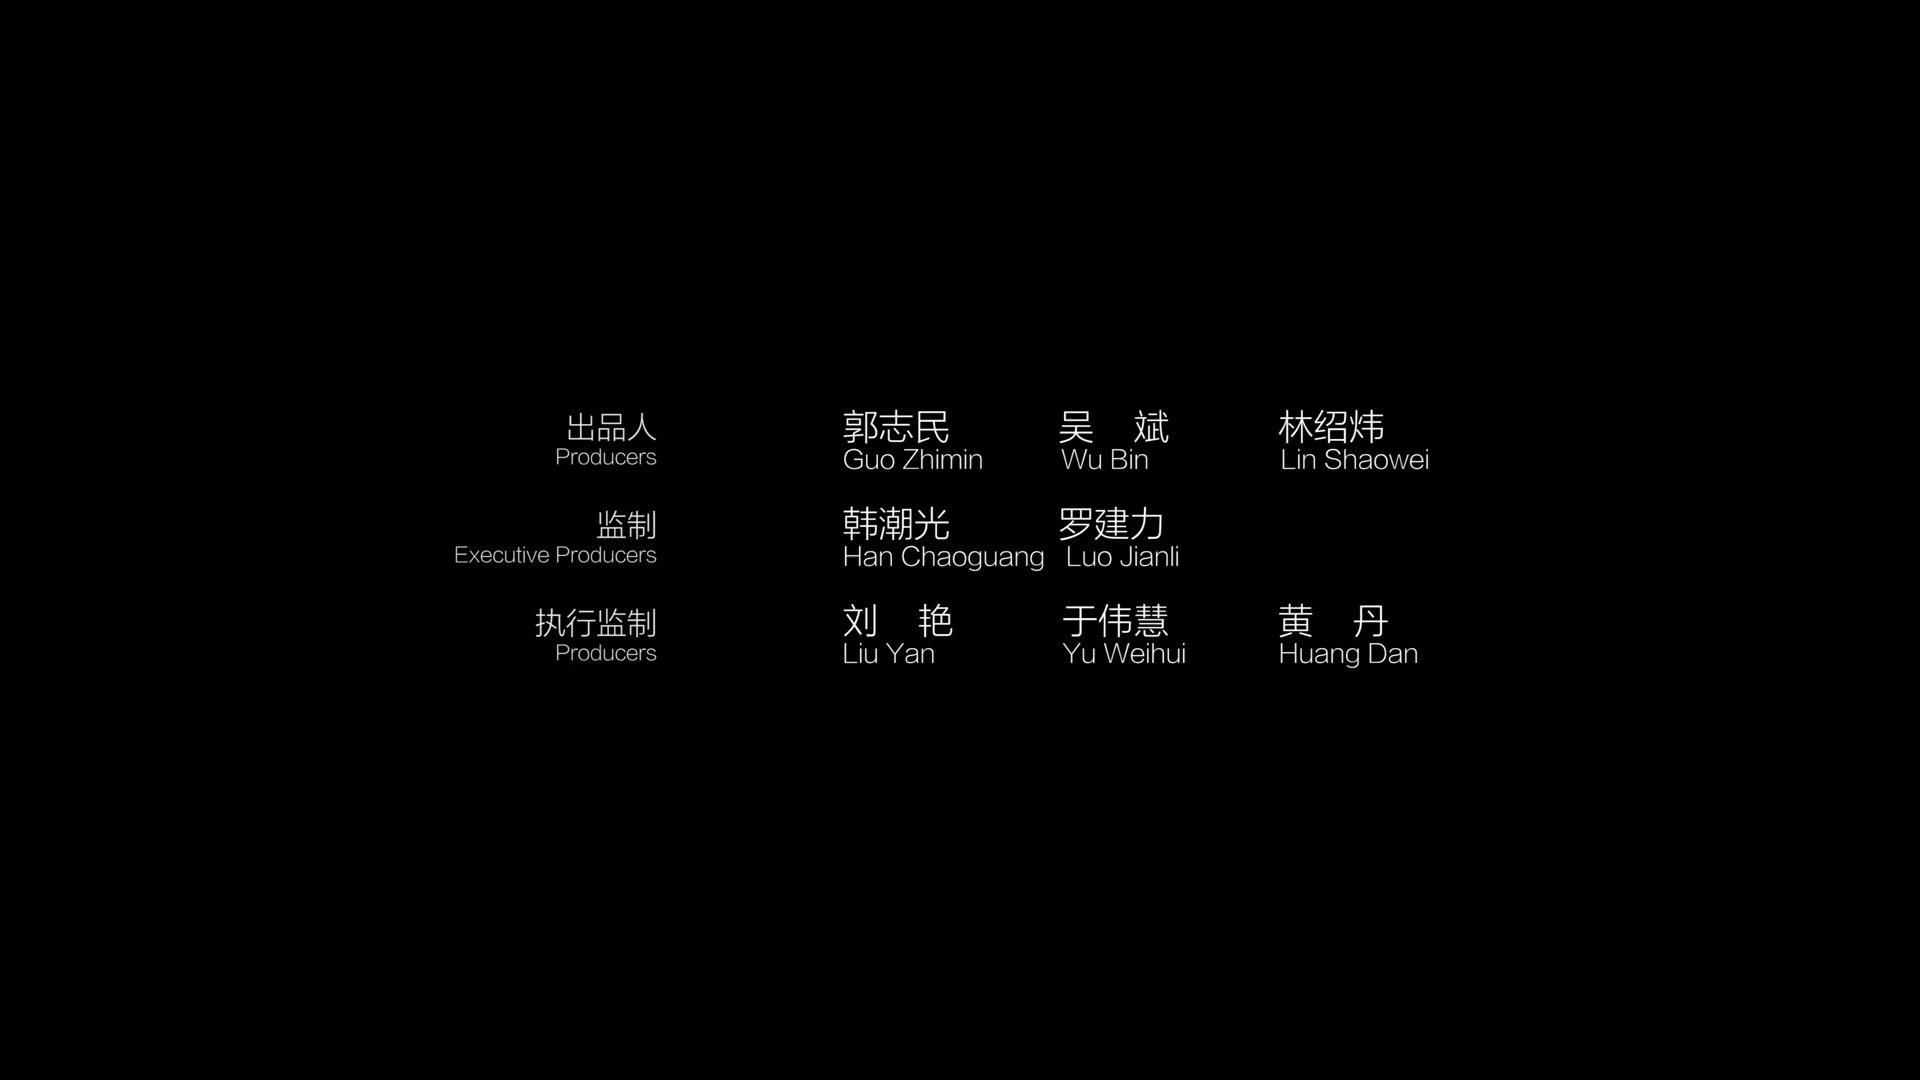 出品人 郭志民 吴 斌 林绍炜
Producers Guo Zhimin Wu Bin Lin Shaowei
监制 韩潮光 罗建力
Executive Producers Han Chaoguang Luo Jianli
执行监制 刘 艳 于伟慧 黄 丹
Producers Liu Yan Yu Weihui Huang Dan